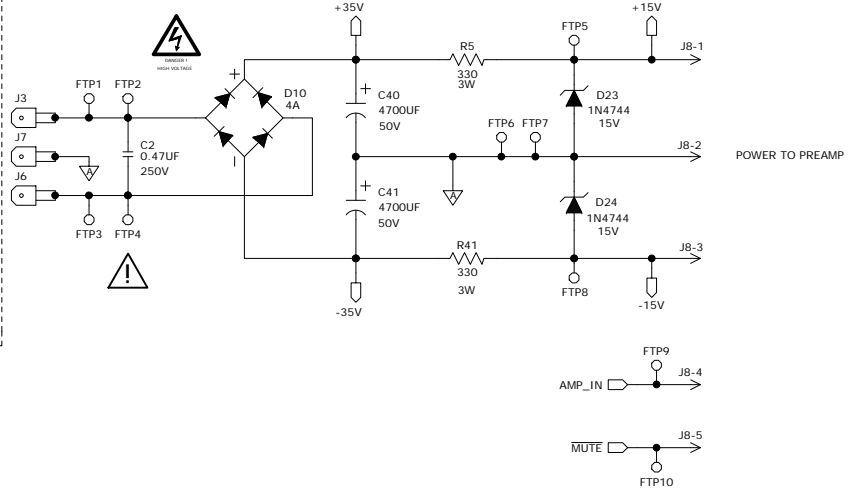 +35V
+15V
DANGER !
HIGH VOLTAGE
FTP5
R5
330
3W
J8-1
FTP1
FTP2
J3
D10
4A
C40
4700UF
50V
D23
1N4744
15V
FTP6
FTP7
J7
C2
0.47UF
250V
A
A
J8-2
POWER TO PREAMP
J6
FTP3
FTP4
C41
4700UF
50V
D24
1N4744
15V
R41
330
3W
J8-3
FTP8
-35V
-15V
FTP9
J8-4
AMP_IN
J8-5
MUTE
FTP10